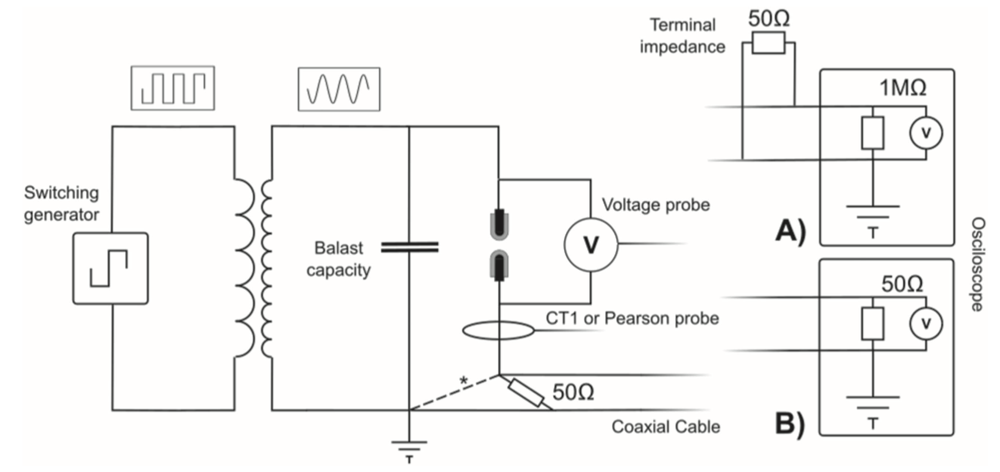 Terminal
impedance
50Ω
1MΩ
V
T
A)
Switching
generator
Balast
capacity
Voltage probe
V
CT1 or Pearson probe
*
50Ω
Coaxial Cable
T
50Ω
V
T
B)
Osciloscope